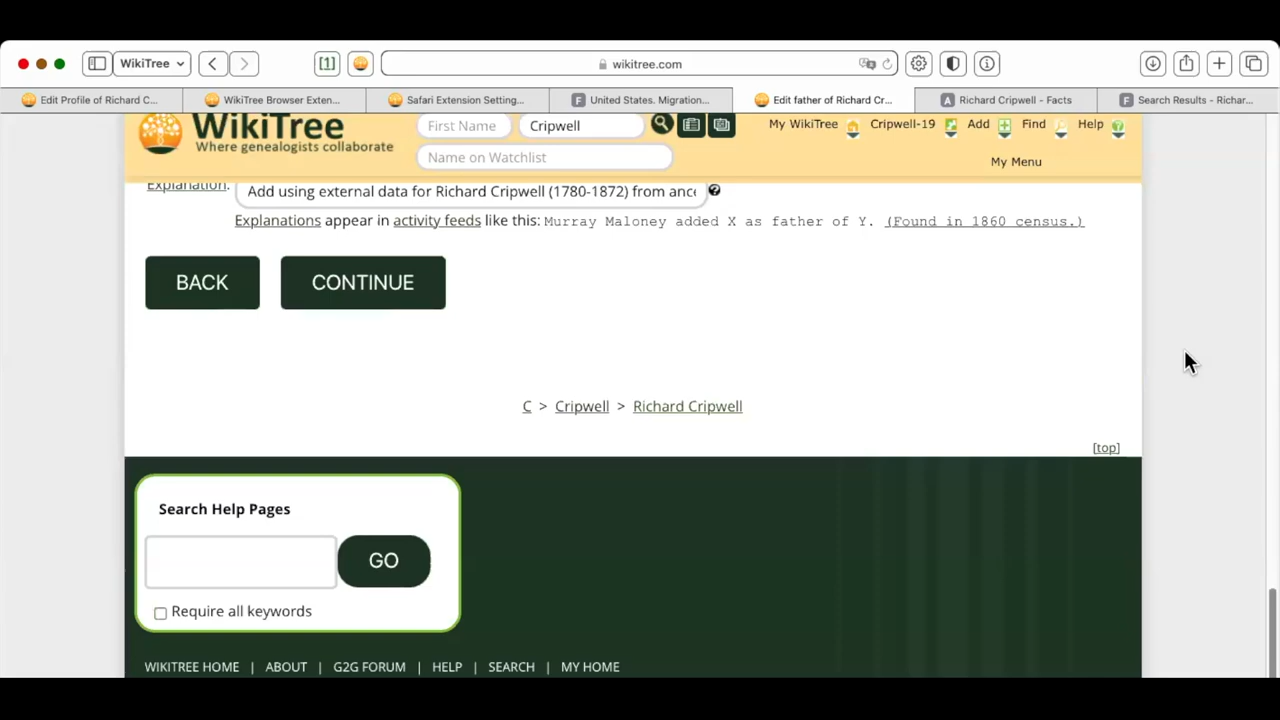 WikiTree
[1]
wikitree.com
Edit Profile of Richard C...
WikiTree Browser Exten...
Safari Extension Setting...
F
United States. Migration...
Edit father of Richard Cr...
A
Richard Cripwell - Facts
F
Search Results - Richar...
WikiTree
Where genealogists collaborate
First Name
Cripwell
Name on Watchlist
My WikiTree
Cripwell-19
Add
Find
Help
?
My Menu
Explanation:
Add using external data for Richard Cripwell (1780-1872) from anc
?
Explanations appear in activity feeds like this: Murray Maloney added X as father of Y. (Found in 1860 census.)
BACK
CONTINUE
C > Cripwell > Richard Cripwell
[top]
Search Help Pages
GO
Require all keywords
WIKITREE HOME | ABOUT | G2G FORUM | HELP | SEARCH | MY HOME